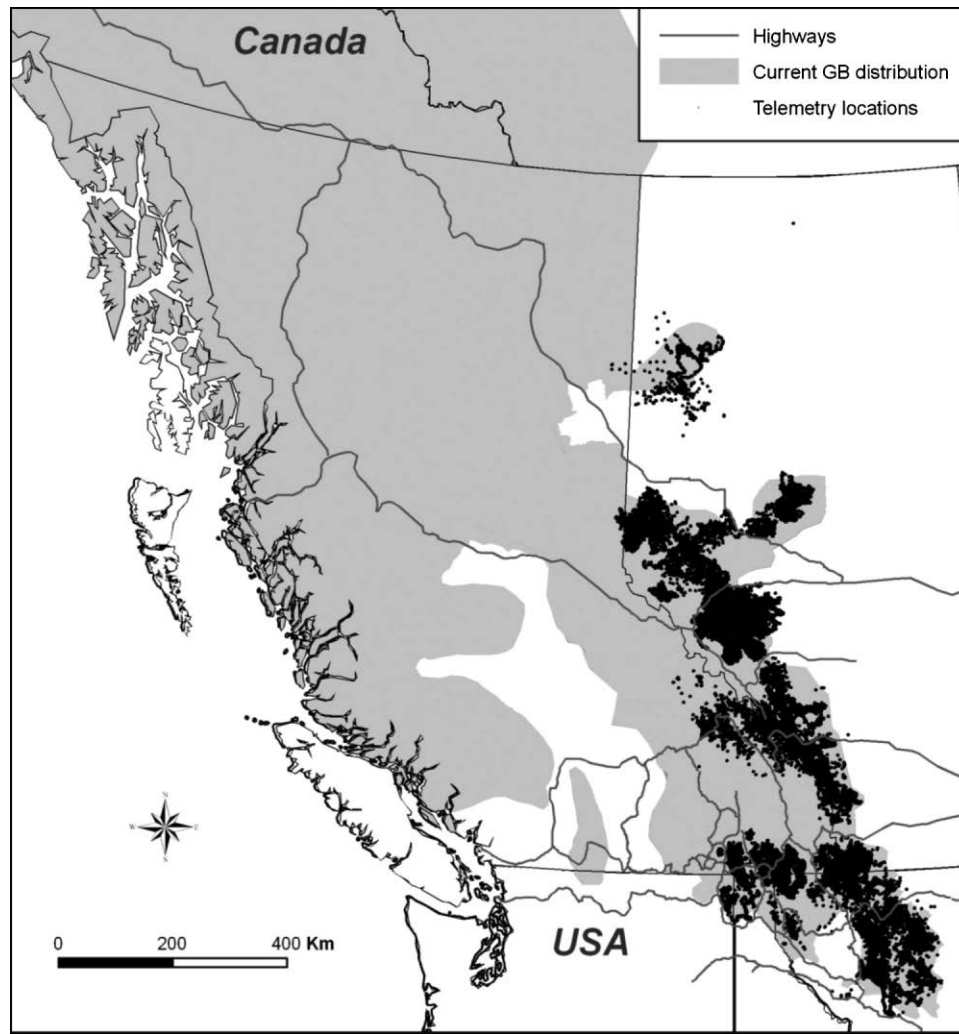 Canada
Highways
Current GB distribution
Telemetry locations
N
W E
S
0 200 400 Km
USA